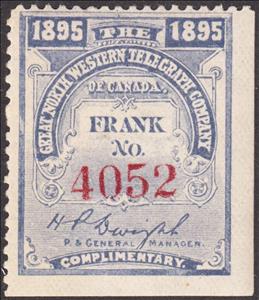 1895 THE 1895
GREAT NORTH WESTERN TELEGRAPH COMPANY
OF CANADA.
FRANK
No.
4052
H P Dwight
P. & GENERAL MANAGER.
COMPLIMENTARY.